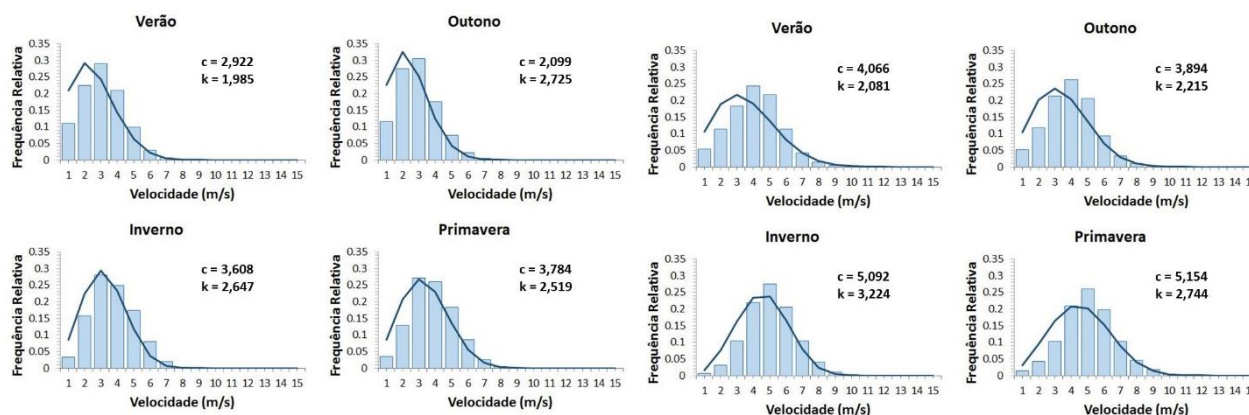 Verão
Frequência Relativa
0.35
0.3
0.25
0.2
0.15
0.1
0.05
0
c = 2,922
k = 1,985
1 2 3 4 5 6 7 8 9 10 11 12 13 14 15
Velocidade (m/s)
Outono
Frequência Relativa
0.35
0.3
0.25
0.2
0.15
0.1
0.05
0
c = 2,099
k = 2,725
1 2 3 4 5 6 7 8 9 10 11 12 13 14 15
Velocidade (m/s)
Verão
Frequência Relativa
0.35
0.3
0.25
0.2
0.15
0.1
0.05
0
c = 4,066
k = 2,081
1 2 3 4 5 6 7 8 9 10 11 12 13 14 15
Velocidade (m/s)
Outono
Frequência Relativa
0.35
0.3
0.25
0.2
0.15
0.1
0.05
0
c = 3,894
k = 2,215
1 2 3 4 5 6 7 8 9 10 11 12 13 14
Velocidade (m/s)
Inverno
Frequência Relativa
0.35
0.3
0.25
0.2
0.15
0.1
0.05
0
c = 3,608
k = 2,647
1 2 3 4 5 6 7 8 9 10 11 12 13 14 15
Velocidade (m/s)
Primavera
Frequência Relativa
0.35
0.3
0.25
0.2
0.15
0.1
0.05
0
c = 3,784
k = 2,519
1 2 3 4 5 6 7 8 9 10 11 12 13 14 15
Velocidade (m/s)
Inverno
Frequência Relativa
0.35
0.3
0.25
0.2
0.15
0.1
0.05
0
c = 5,092
k = 3,224
1 2 3 4 5 6 7 8 9 10 11 12 13 14 15
Velocidade (m/s)
Primavera
Frequência Relativa
0.35
0.3
0.25
0.2
0.15
0.1
0.05
0
c = 5,154
k = 2,744
1 2 3 4 5 6 7 8 9 10 11 12 13 14
Velocidade (m/s)